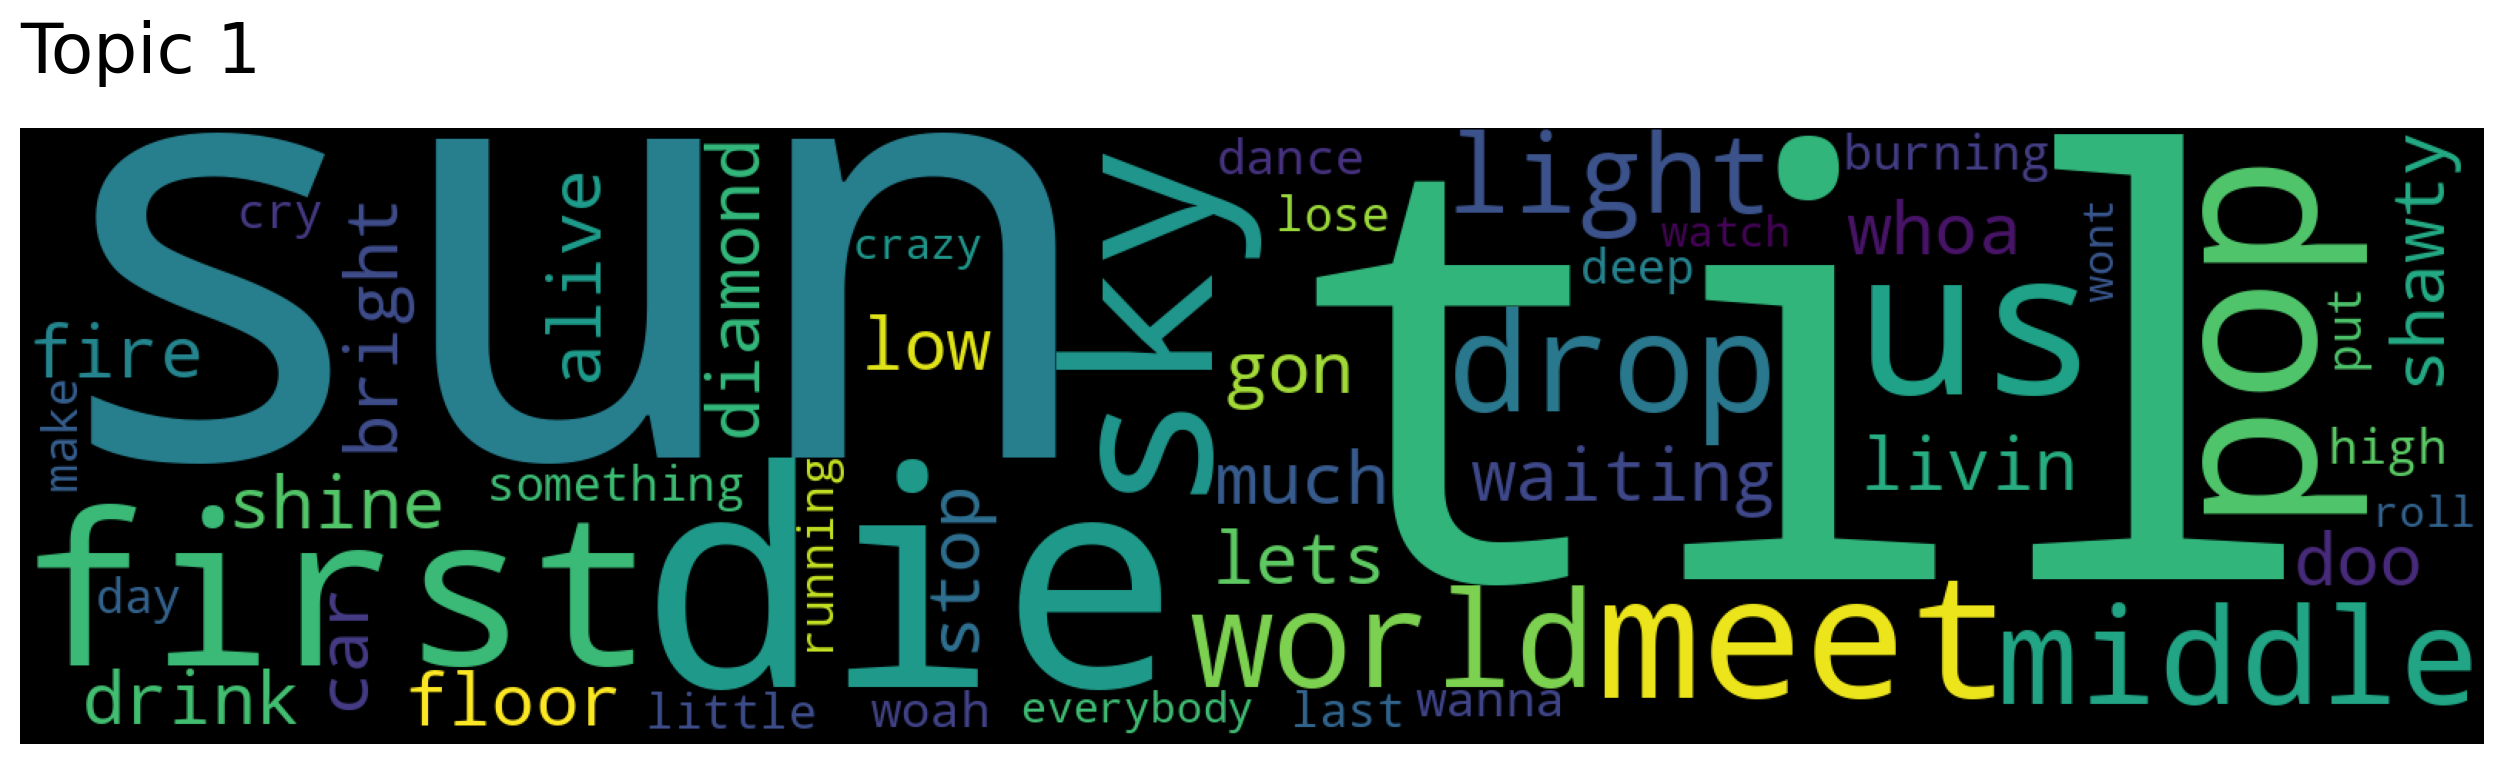 Topic 1
sun
cry
bright
alive
diamond
crazy
low
sky
dance
lose
light
watch
deep
burning
whoa
wont
til
us
pop
put
shawty
fire
make
gon
drop
much
waiting
livin
high
roll
shine
something
running
first
die
stop
day
car
lets
world
meet
middle
doo
drink
floor
little
woah
everybody
last
wanna